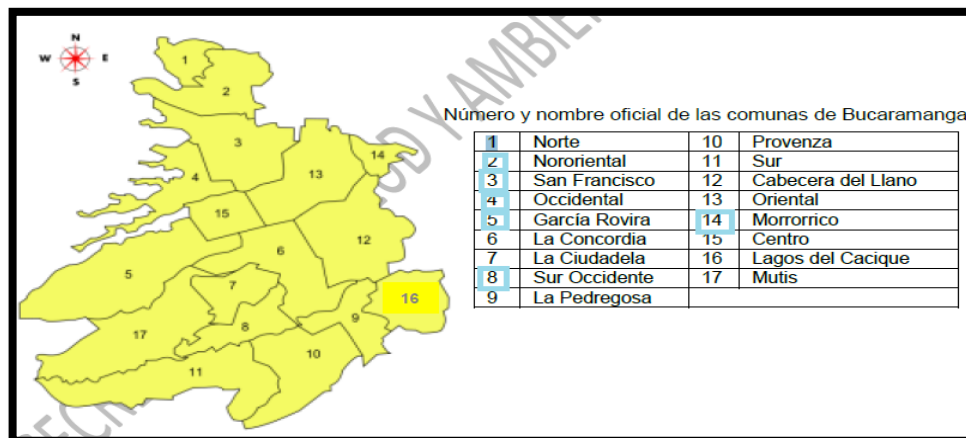 N
W E
S
1
2
3
14
13
4
15
12
6
5
7
16
9
8
17
10
11
Número y nombre oficial de las comunas de Bucaramanga
1 Norte 10 Provenza
2 Nororiental 11 Sur
3 San Francisco 12 Cabecera del Llano
4 Occidental 13 Oriental
5 García Rovira 14 Morrorrico
6 La Concordia 15 Centro
7 La Ciudadela 16 Lagos del Cacique
8 Sur Occidente 17 Mutis
9 La Pedregosa